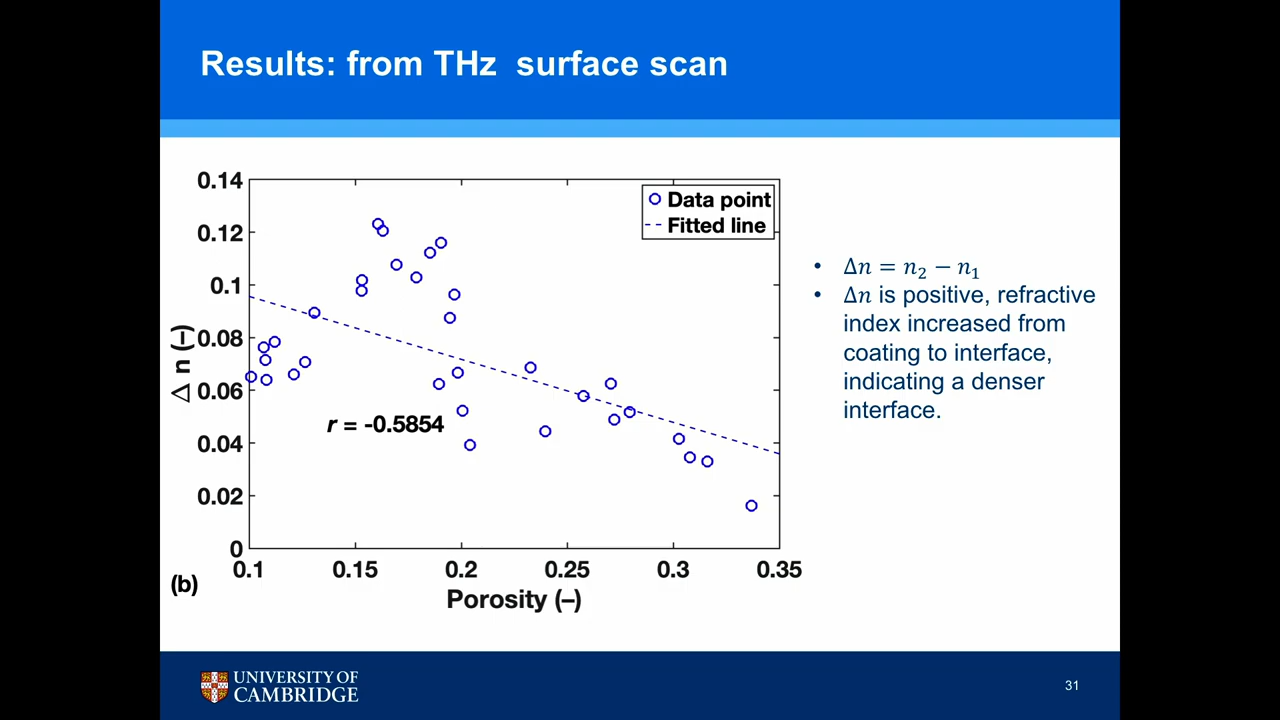 Results: from THz surface scan
0.14
0.12
0.1
0.08
0.06
0.04
0.02
0
Δ n (–)
Data point
Fitted line
r = -0.5854
0.1 0.15 0.2 0.25 0.3 0.35
Porosity (–)
(b)
• Δn = n₂ − n₁
• Δn is positive, refractive
index increased from
coating to interface,
indicating a denser
interface.
UNIVERSITY OF
CAMBRIDGE
31